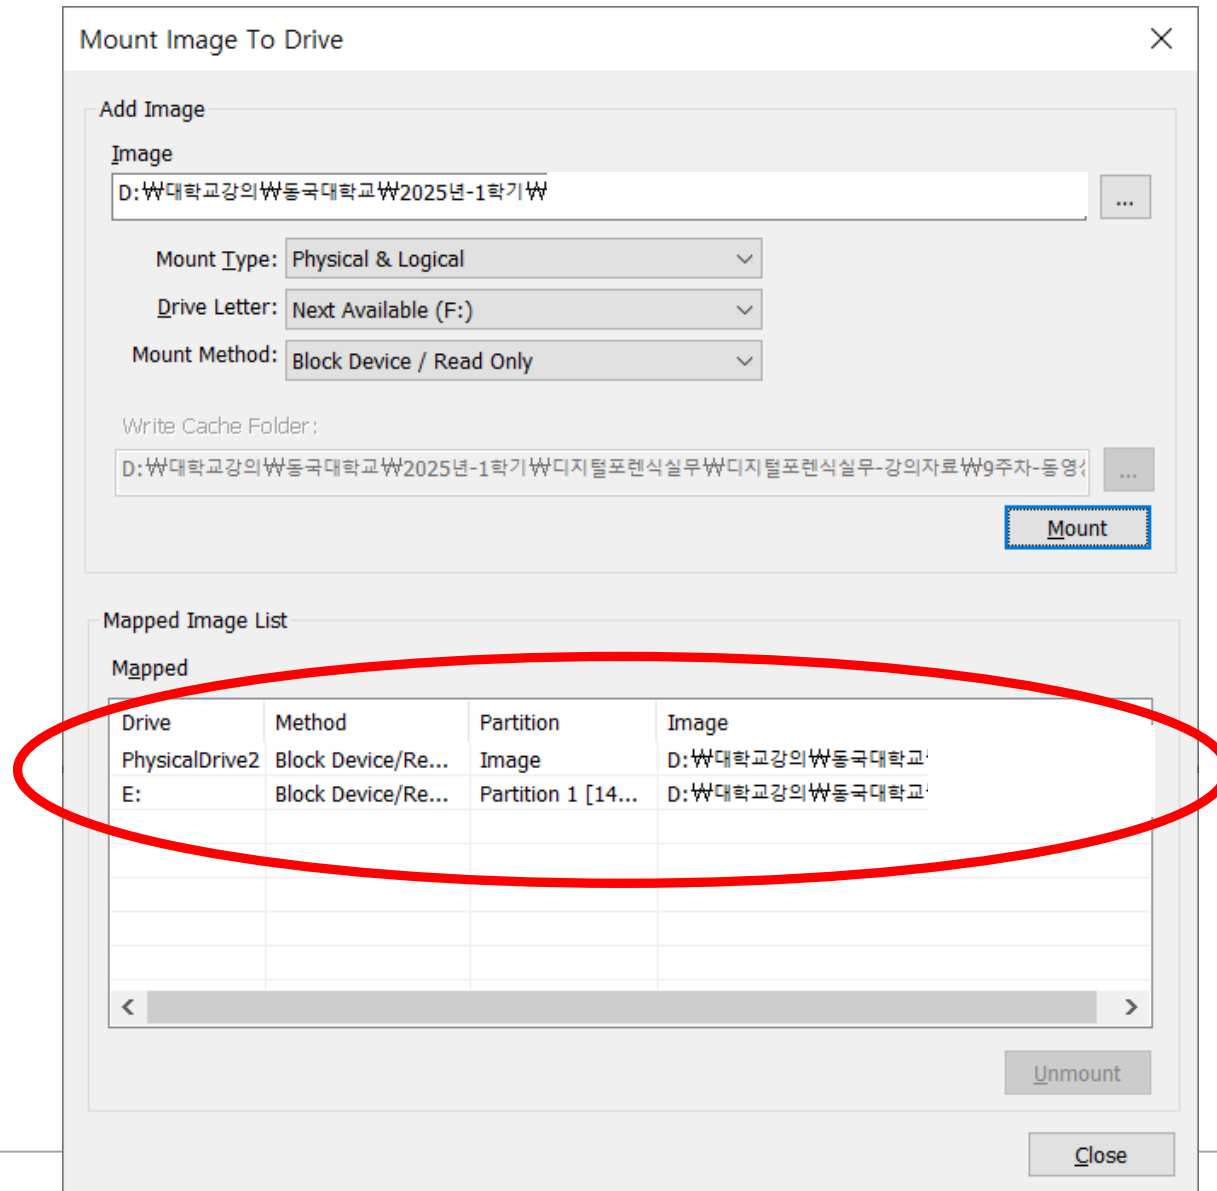 Mount Image To Drive
Add Image
Image
D:₩대학교강의₩동국대학교₩2025년-1학기₩
...
Mount Type: Physical & Logical
Drive Letter: Next Available (F:)
Mount Method: Block Device / Read Only
Write Cache Folder:
D:₩대학교강의₩동국대학교₩2025년-1학기₩디지털포렌식실무₩디지털포렌식실무-강의자료₩9주차-동영
...
Mount
Mapped Image List
Mapped
Drive Method Partition Image
PhysicalDrive2 Block Device/Re... Image D:₩대학교강의₩동국대학교
E: Block Device/Re... Partition 1 [14... D:₩대학교강의₩동국대학교
Unmount
Close